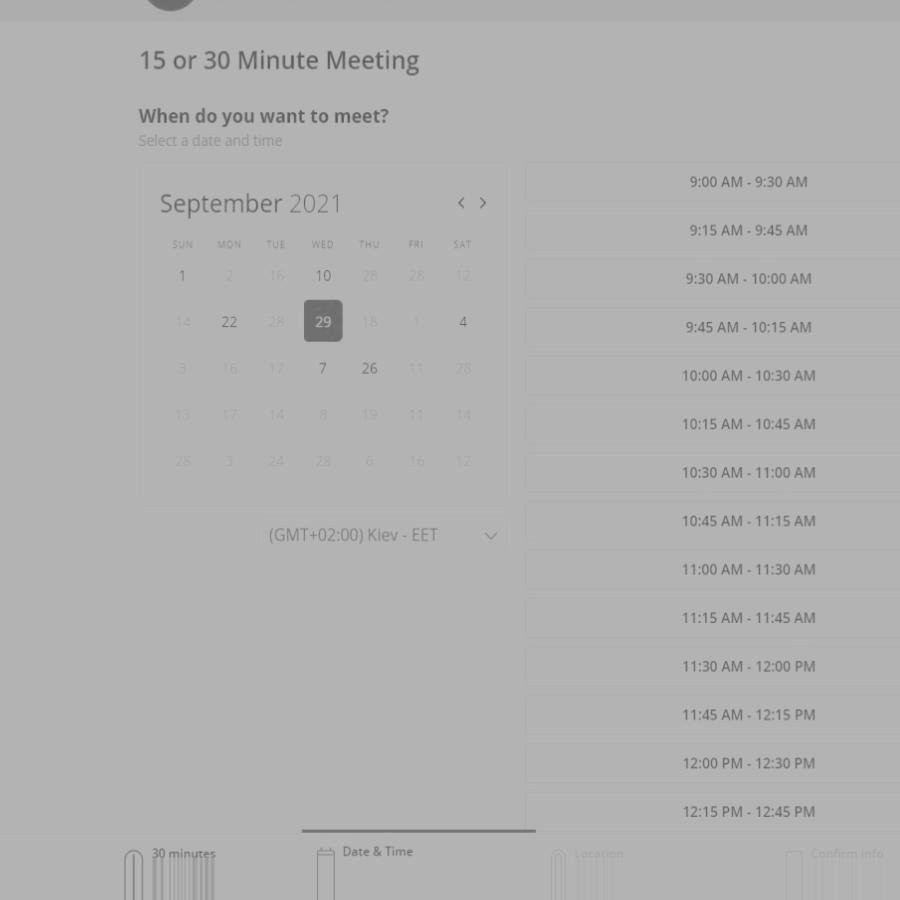 15 or 30 Minute Meeting
When do you want to meet?
Select a date and time
September 2021
SUN MON TUE WED THU FRI SAT
1 2 16 10 28 28 12
14 22 28 29 18 1 4
3 16 17 7 26 11 28
13 17 14 8 19 11 14
28 3 24 28 6 16 12
(GMT+02:00) Kiev - EET
9:00 AM - 9:30 AM
9:15 AM - 9:45 AM
9:30 AM - 10:00 AM
9:45 AM - 10:15 AM
10:00 AM - 10:30 AM
10:15 AM - 10:45 AM
10:30 AM - 11:00 AM
10:45 AM - 11:15 AM
11:00 AM - 11:30 AM
11:15 AM - 11:45 AM
11:30 AM - 12:00 PM
11:45 AM - 12:15 PM
12:00 PM - 12:30 PM
12:15 PM - 12:45 PM
30 minutes
Date & Time
Location
Confirm info